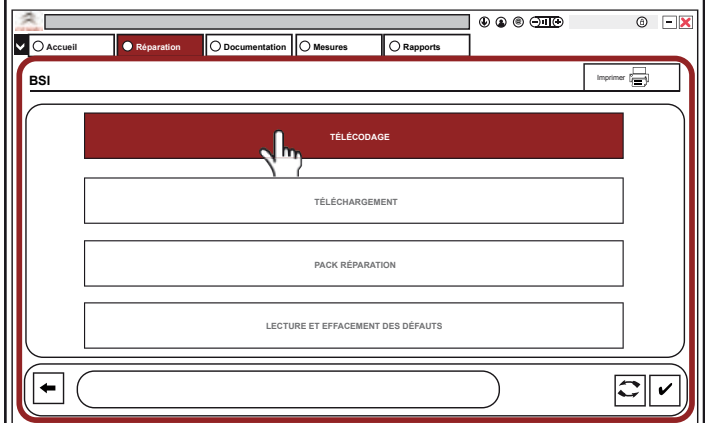 Accueil
Réparation
Documentation
Mesures
Rapports
BSI
Imprimer
TÉLÉCODAGE
TÉLÉCHARGEMENT
PACK RÉPARATION
LECTURE ET EFFACEMENT DES DÉFAUTS